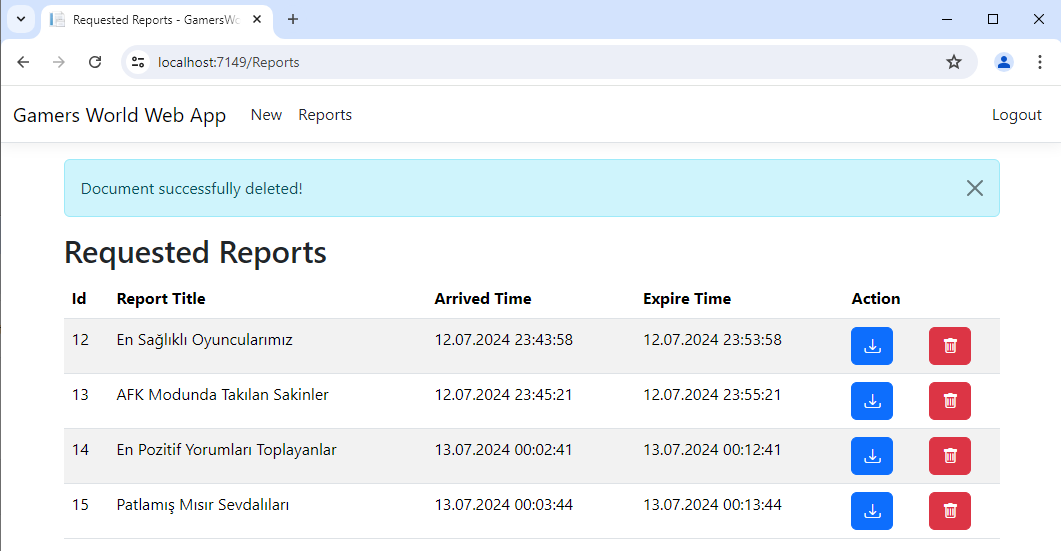 Requested Reports - GamersWo
localhost:7149/Reports
Gamers World Web App New Reports Logout
Document successfully deleted!
Requested Reports
Id Report Title Arrived Time Expire Time Action
12 En Sağlıklı Oyuncularımız 12.07.2024 23:43:58 12.07.2024 23:53:58
13 AFK Modunda Takılan Sakinler 12.07.2024 23:45:21 12.07.2024 23:55:21
14 En Pozitif Yorumları Toplayanlar 13.07.2024 00:02:41 13.07.2024 00:12:41
15 Patlamış Mısır Sevdalıları 13.07.2024 00:03:44 13.07.2024 00:13:44